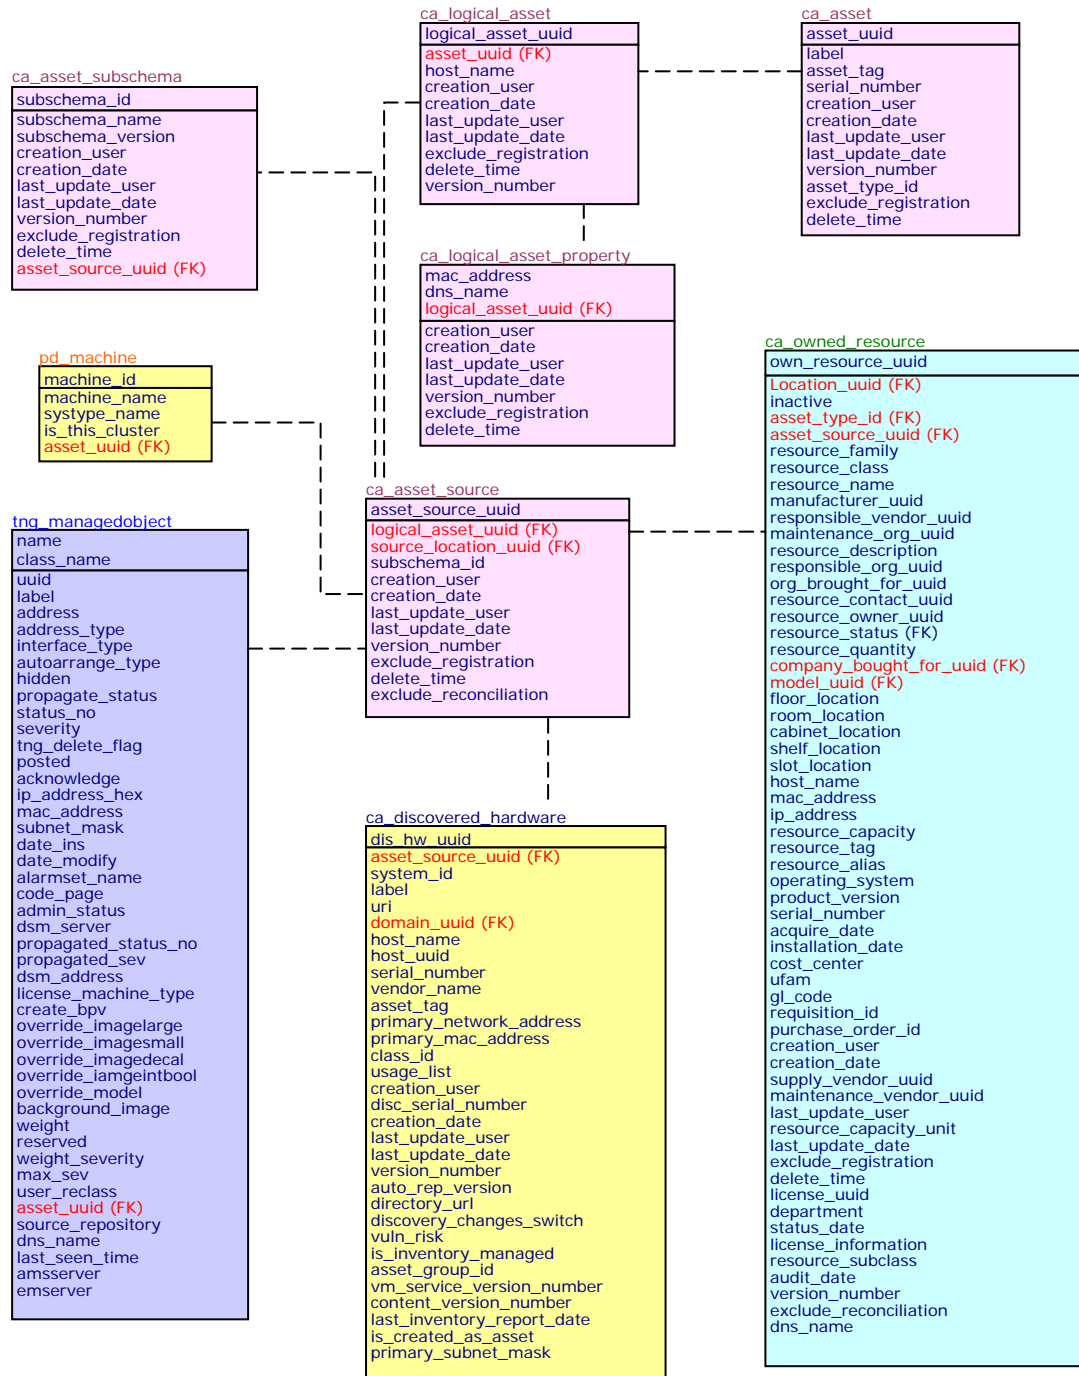 ca_logical_asset
logical_asset_uuid
asset_uuid (FK)
host_name
creation_user
creation_date
last_update_user
last_update_date
exclude_registration
delete_time
version_number
ca_asset
asset_uuid
label
asset_tag
serial_number
creation_user
creation_date
last_update_user
last_update_date
version_number
asset_type_id
exclude_registration
delete_time
ca_asset_subschema
subschema_id
subschema_name
subschema_version
creation_user
creation_date
last_update_user
last_update_date
version_number
exclude_registration
delete_time
asset_source_uuid (FK)
ca_logical_asset_property
mac_address
dns_name
logical_asset_uuid (FK)
creation_user
creation_date
last_update_user
last_update_date
version_number
exclude_registration
delete_time
pd_machine
machine_id
machine_name
systype_name
is_this_cluster
asset_uuid (FK)
ca_owned_resource
own_resource_uuid
Location_uuid (FK)
inactive
asset_type_id (FK)
asset_source_uuid (FK)
resource_family
resource_class
resource_name
manufacturer_uuid
responsible_vendor_uuid
maintenance_org_uuid
resource_description
responsible_org_uuid
org_brought_for_uuid
resource_contact_uuid
resource_owner_uuid
resource_status (FK)
resource_quantity
company_bought_for_uuid (FK)
model_uuid (FK)
floor_location
room_location
cabinet_location
shelf_location
slot_location
host_name
mac_address
ip_address
resource_capacity
resource_tag
resource_alias
operating_system
product_version
serial_number
acquire_date
installation_date
cost_center
ufam
gl_code
requisition_id
purchase_order_id
creation_user
creation_date
supply_vendor_uuid
maintenance_vendor_uuid
last_update_user
resource_capacity_unit
last_update_date
exclude_registration
delete_time
license_uuid
department
status_date
license_information
resource_subclass
audit_date
version_number
exclude_reconciliation
dns_name
ca_asset_source
asset_source_uuid
logical_asset_uuid (FK)
source_location_uuid (FK)
subschema_id
creation_user
creation_date
last_update_user
last_update_date
version_number
exclude_registration
delete_time
exclude_reconciliation
tng_managedobject
name
class_name
uuid
label
address
address_type
interface_type
autoarrange_type
hidden
propagate_status
status_no
severity
tng_delete_flag
posted
acknowledge
ip_address_hex
mac_address
subnet_mask
date_ins
date_modify
alarmset_name
code_page
admin_status
dsm_server
propagated_status_no
propagated_sev
dsm_address
license_machine_type
create_bpv
override_imagelarge
override_imagesmall
override_imagedecal
override_iamgeintbool
override_model
background_image
weight
reserved
weight_severity
max_sev
user_reclass
asset_uuid (FK)
source_repository
dns_name
last_seen_time
amsserver
emserver
ca_discovered_hardware
dis_hw_uuid
asset_source_uuid (FK)
system_id
label
uri
domain_uuid (FK)
host_name
host_uuid
serial_number
vendor_name
asset_tag
primary_network_address
primary_mac_address
class_id
usage_list
creation_user
disc_serial_number
creation_date
last_update_user
last_update_date
version_number
auto_rep_version
directory_url
discovery_changes_switch
vuln_risk
is_inventory_managed
asset_group_id
vm_service_version_number
content_version_number
last_inventory_report_date
is_created_as_asset
primary_subnet_mask